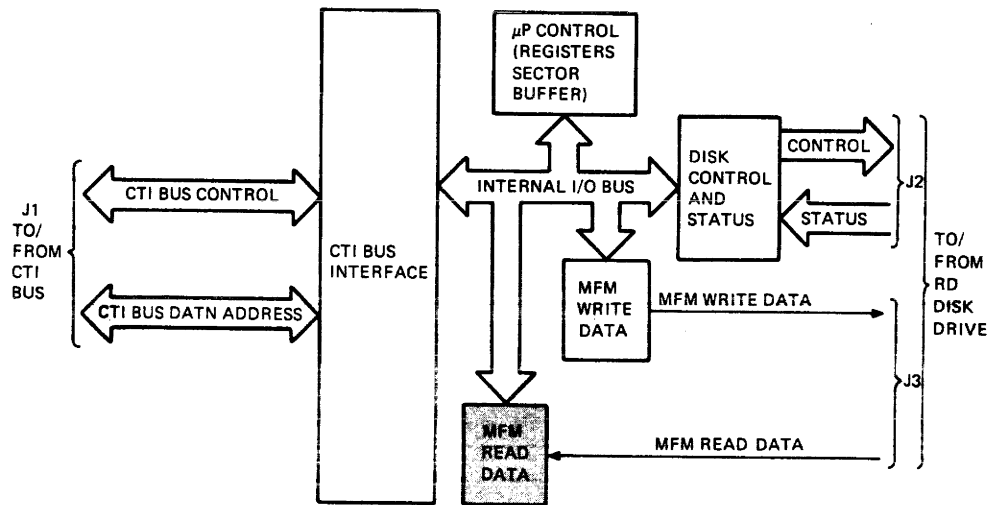 μP CONTROL
(REGISTERS
SECTOR
BUFFER)
J1
TO/
FROM
CTI
BUS
CTI BUS CONTROL
CTI BUS DATN ADDRESS
CTI BUS
INTERFACE
INTERNAL I/O BUS
DISK
CONTROL
AND
STATUS
CONTROL
STATUS
J2
MFM
WRITE
DATA
MFM WRITE DATA
MFM
READ
DATA
MFM READ DATA
J3
TO/
FROM
RD
DISK
DRIVE